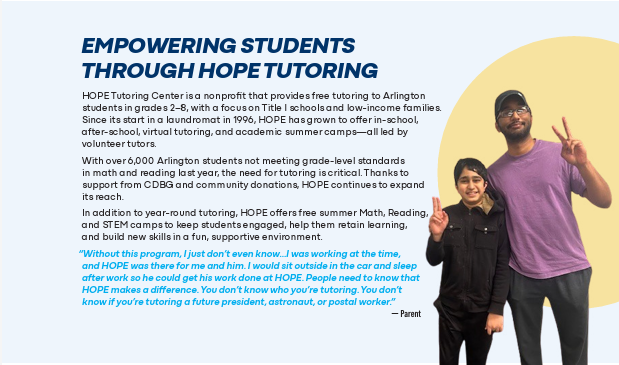 EMPOWERING STUDENTS
THROUGH HOPE TUTORING
HOPE Tutoring Center is a nonprofit that provides free tutoring to Arlington
students in grades 2–8, with a focus on Title I schools and low-income families.
Since its start in a laundromat in 1996, HOPE has grown to offer in-school,
after-school, virtual tutoring, and academic summer camps—all led by
volunteer tutors.
With over 6,000 Arlington students not meeting grade-level standards
in math and reading last year, the need for tutoring is critical. Thanks to
support from CDBG and community donations, HOPE continues to expand
its reach.
In addition to year-round tutoring, HOPE offers free summer Math, Reading,
and STEM camps to keep students engaged, help them retain learning,
and build new skills in a fun, supportive environment.
“Without this program, I just don’t even know...I was working at the time,
and HOPE was there for me and him. I would sit outside in the car and sleep
after work so he could get his work done at HOPE. People need to know that
HOPE makes a difference. You don’t know who you’re tutoring. You don’t
know if you’re tutoring a future president, astronaut, or postal worker.”
— Parent